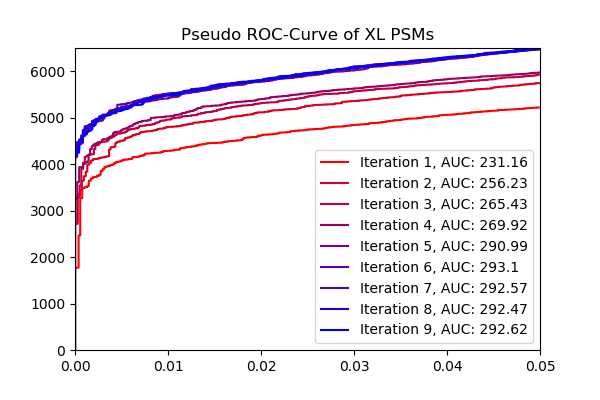 Pseudo ROC-Curve of XL PSMs
6000
5000
4000
3000
2000
1000
0
Iteration 1, AUC: 231.16
Iteration 2, AUC: 256.23
Iteration 3, AUC: 265.43
Iteration 4, AUC: 269.92
Iteration 5, AUC: 290.99
Iteration 6, AUC: 293.1
Iteration 7, AUC: 292.57
Iteration 8, AUC: 292.47
Iteration 9, AUC: 292.62
0.00 0.01 0.02 0.03 0.04 0.05